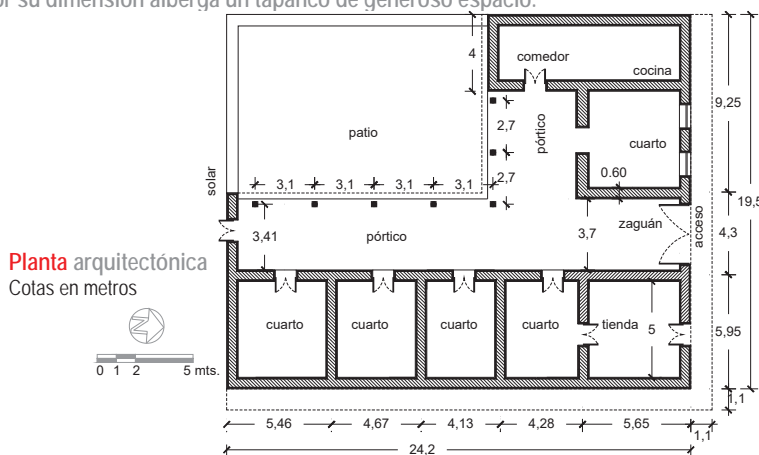 or su dimensión alberga un tapanco de generoso espacio.
4
comedor
cocina
9,25
2,7
patio
pórtico
cuarto
solar
3,1 3,1 3,1 3,1
2,7
0.60
19,5
zaguán
acceso
3,41
pórtico
3,7
4,3
Planta arquitectónica
Cotas en metros
N
cuarto cuarto cuarto cuarto tienda
5
5,95
0 1 2 5 mts.
1,1
5,46 4,67 4,13 4,28 5,65
1,1
24,2